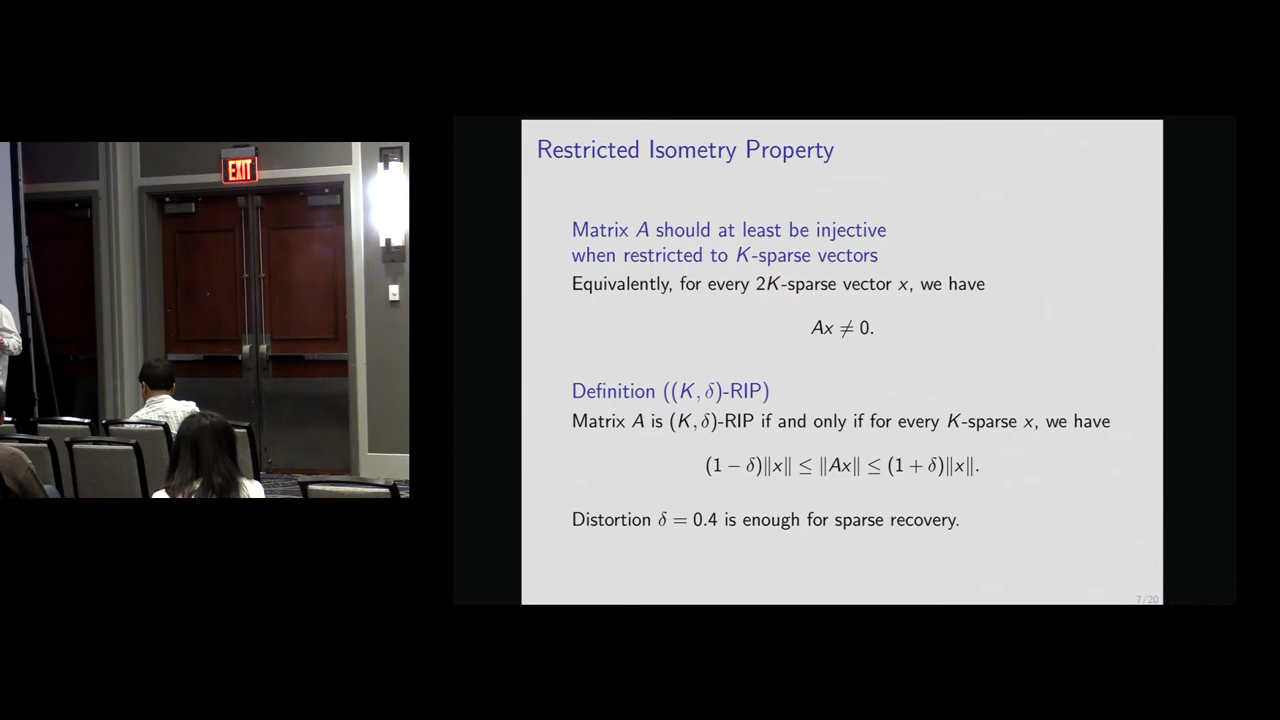 EXIT
Restricted Isometry Property
Matrix A should at least be injective
when restricted to K-sparse vectors
Equivalently, for every 2K-sparse vector x, we have
Ax ≠ 0.
Definition ((K, δ)-RIP)
Matrix A is (K, δ)-RIP if and only if for every K-sparse x, we have
(1 − δ)‖x‖ ≤ ‖Ax‖ ≤ (1 + δ)‖x‖.
Distortion δ = 0.4 is enough for sparse recovery.
7/20